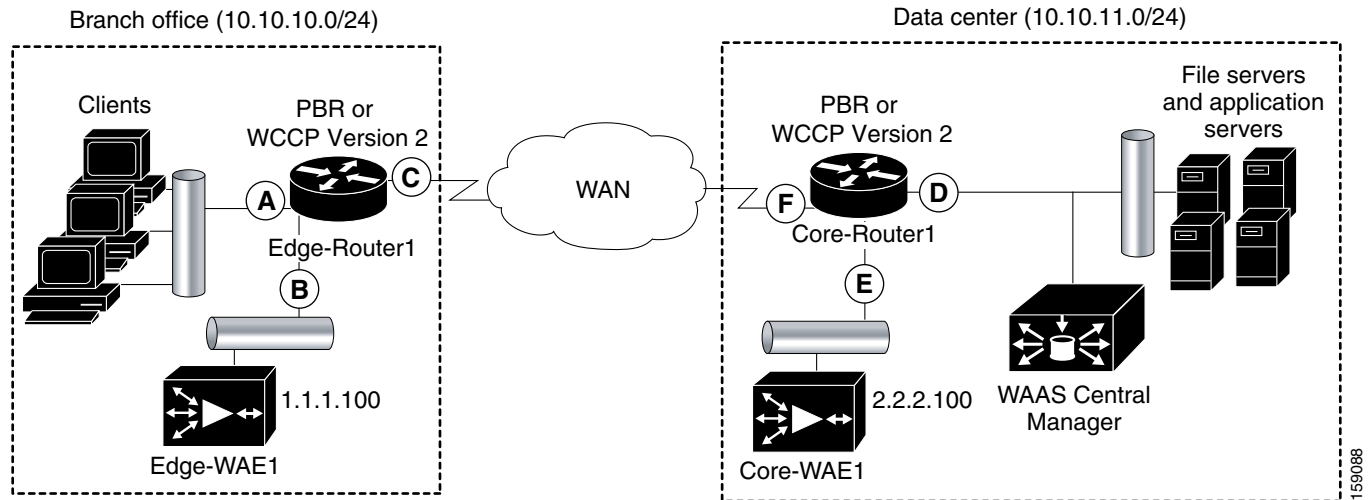 Branch office (10.10.10.0/24)
Clients
PBR or
WCCP Version 2
A
C
Edge-Router1
B
1.1.1.100
Edge-WAE1
WAN
Data center (10.10.11.0/24)
File servers
and application
servers
PBR or
WCCP Version 2
F
D
Core-Router1
E
2.2.2.100
Core-WAE1
WAAS Central
Manager
159088